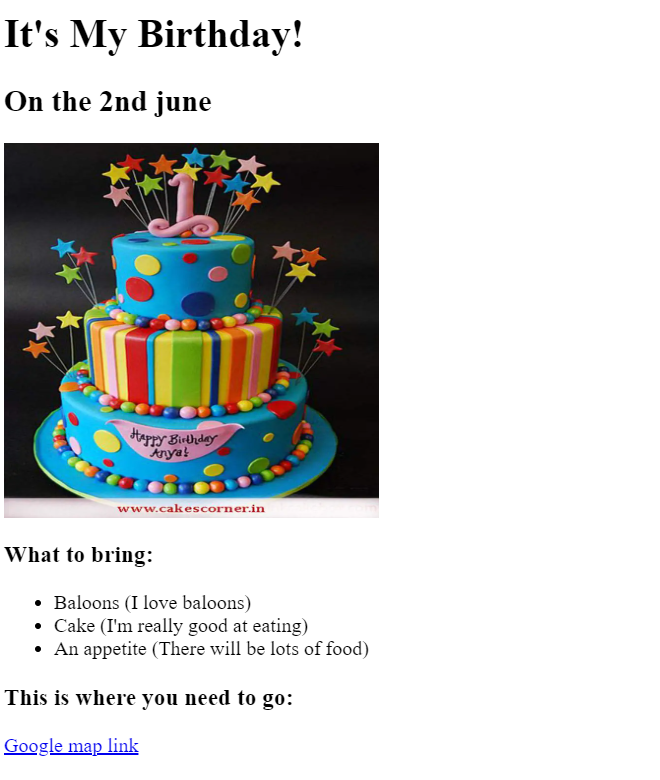 It's My Birthday!
On the 2nd june
1
Happy Birthday
Anya!
www.cakescorner.in
What to bring:
Baloons (I love baloons)
Cake (I'm really good at eating)
An appetite (There will be lots of food)
This is where you need to go:
Google map link